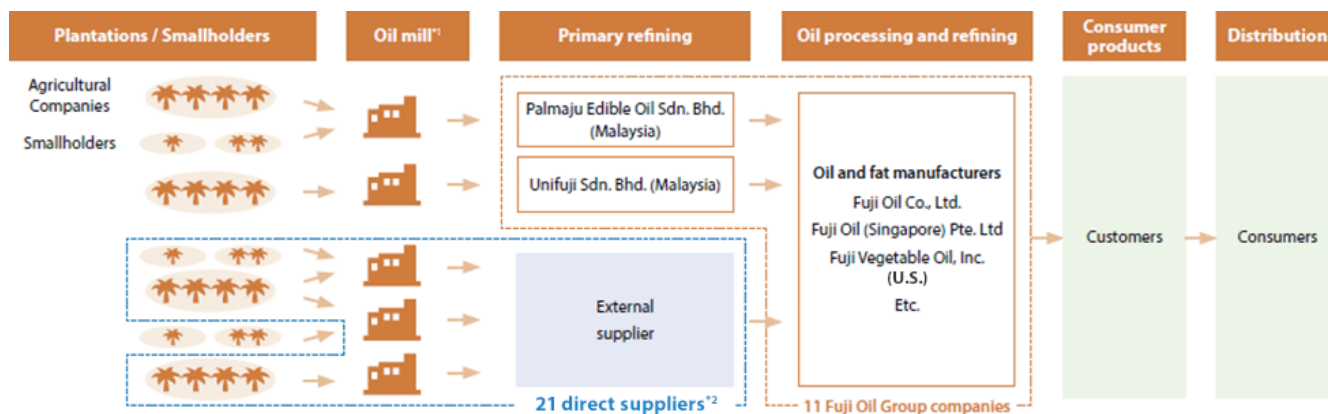 Plantations / Smallholders
Oil mill*1
Primary refining
Oil processing and refining
Consumer
products
Distribution
Agricultural
Companies
Smallholders
Palmaju Edible Oil Sdn. Bhd.
(Malaysia)
Unifuji Sdn. Bhd. (Malaysia)
External
supplier
21 direct suppliers*2
Oil and fat manufacturers
Fuji Oil Co., Ltd.
Fuji Oil (Singapore) Pte. Ltd
Fuji Vegetable Oil, Inc.
(U.S.)
Etc.
11 Fuji Oil Group companies
Customers
Consumers